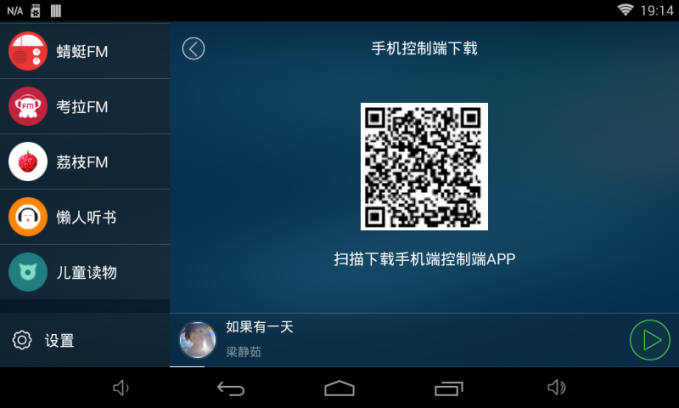 N/A
19:14
蜻蜓FM
考拉FM
FM
荔枝FM
懒人听书
儿童读物
设置
手机控制端下载
扫描下载手机端控制端APP
如果有一天
梁静茹